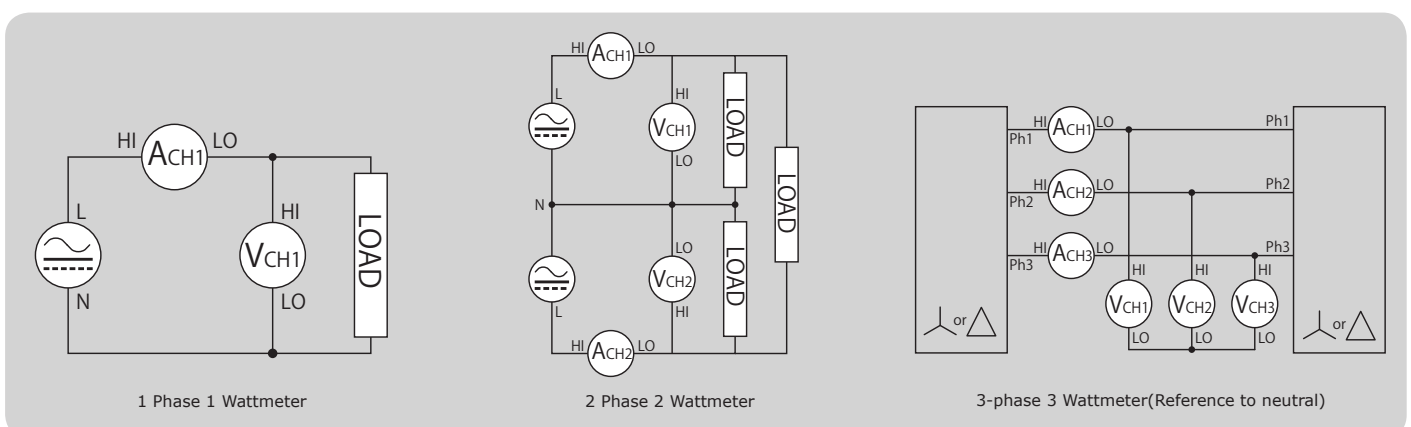 HI
ACH1
LO
L
HI
VCH1
LO
N
LOAD
1 Phase 1 Wattmeter
HI
ACH1
LO
L
HI
VCH1
LO
LOAD
LOAD
N
LO
VCH2
HI
LOAD
L
HI
ACH2
LO
2 Phase 2 Wattmeter
HI
ACH1
LO
Ph1
Ph1
HI
ACH2
LO
Ph2
Ph2
HI
ACH3
LO
Ph3
Ph3
HI
HI
HI
VCH1
VCH2
VCH3
LO
LO
LO
or
or
3-phase 3 Wattmeter(Reference to neutral)